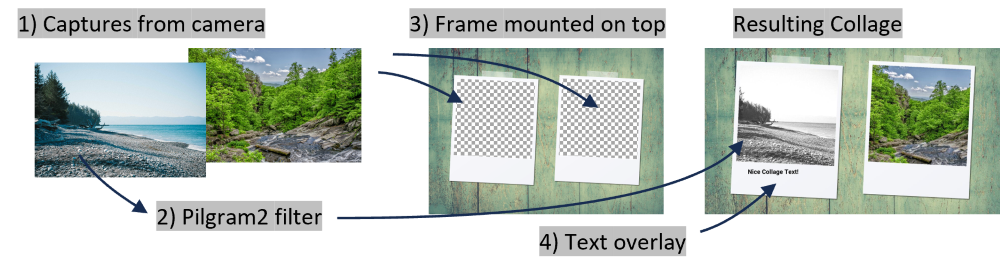 1) Captures from camera
3) Frame mounted on top
Resulting Collage
Nice Collage Text!
2) Pilgram2 filter
4) Text overlay